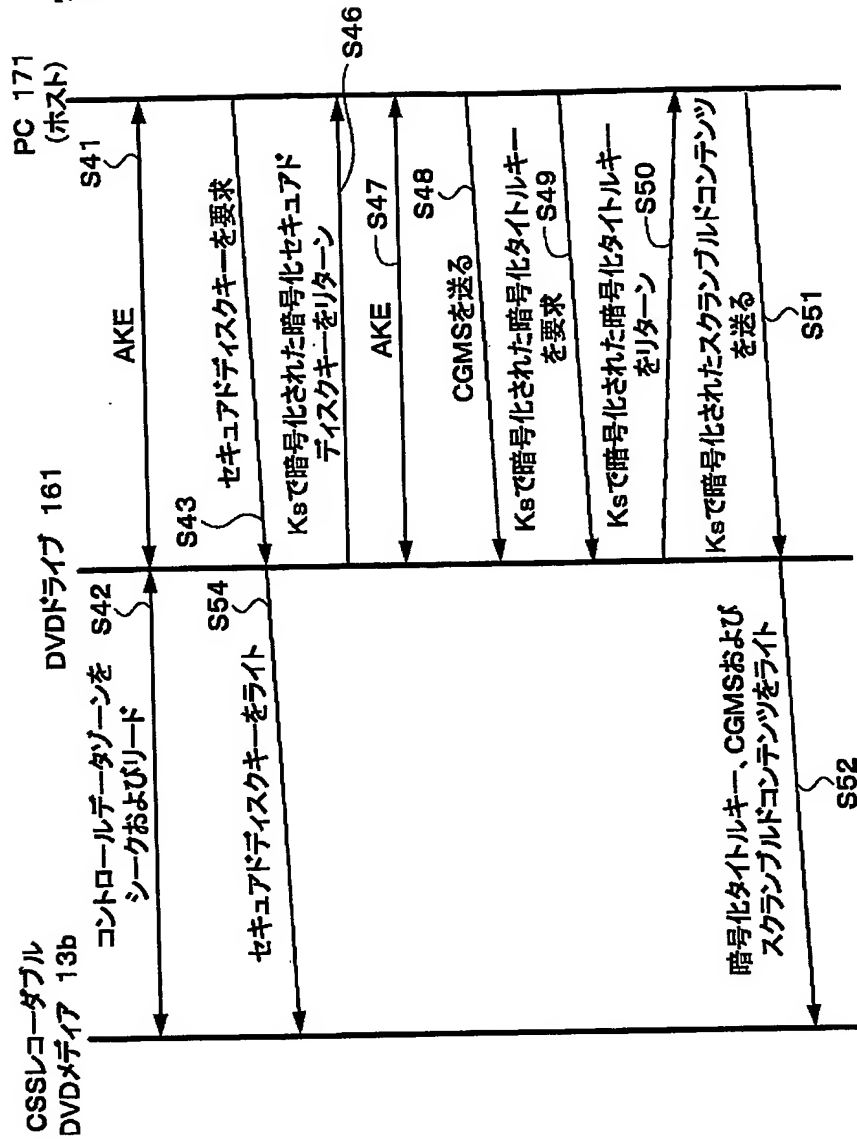 CSSレコーダブル
DVDメディア 13b
DVDドライブ 161
PC 171
(ホスト)
AKE
S41
コントロールデータゾーンを
シークおよびリード
S42
セキュアドディスクキーを要求
S43
セキュアドディスクキーをライト
S54
Ksで暗号化された暗号化セキュアド
ディスクキーをリターン
S46
AKE
S47
CGMSを送る
S48
Ksで暗号化された暗号化タイトルキー
を要求
S49
Ksで暗号化された暗号化タイトルキー
をリターン
S50
Ksで暗号化されたスクランブルドコンテンツ
を送る
S51
暗号化タイトルキー、CGMSおよび
スクランブルドコンテンツをライト
S52